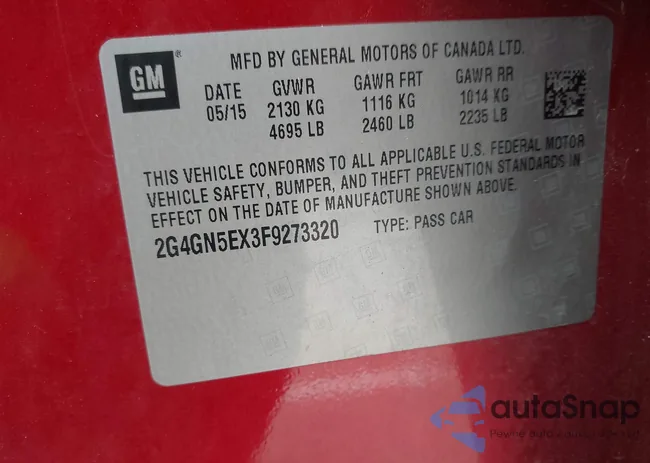 GM
MFD BY GENERAL MOTORS OF CANADA LTD.
DATE GVWR GAWR FRT GAWR RR
05/15 2130 KG 1116 KG 1014 KG
4695 LB 2460 LB 2235 LB
THIS VEHICLE CONFORMS TO ALL APPLICABLE U.S. FEDERAL MOTOR
VEHICLE SAFETY, BUMPER, AND THEFT PREVENTION STANDARDS IN
EFFECT ON THE DATE OF MANUFACTURE SHOWN ABOVE.
2G4GN5EX3F9273320 TYPE: PASS CAR
autaSnap